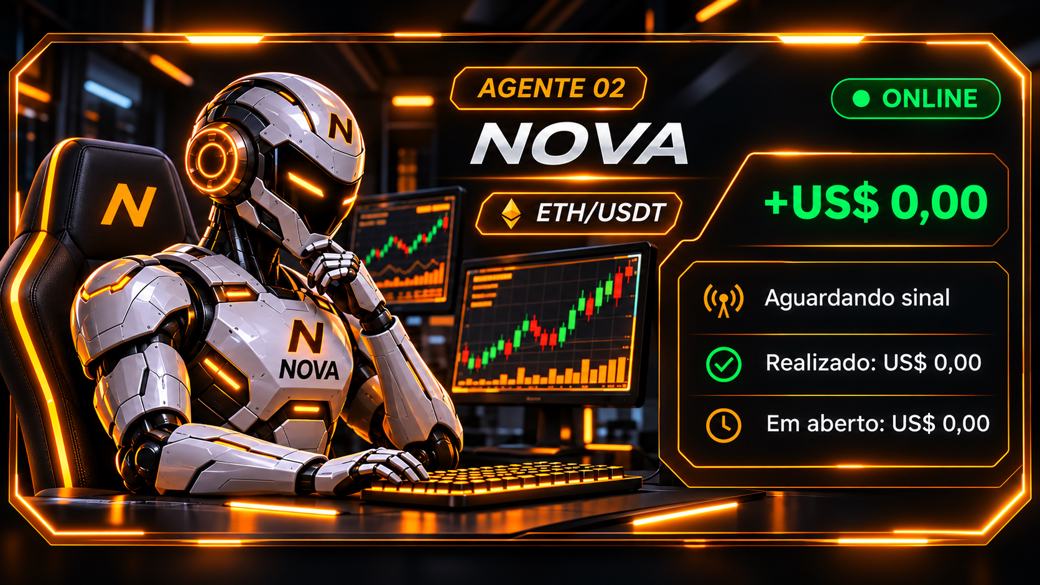 AGENTE 02
NOVA
ETH/USDT
ONLINE
+US$ 0,00
Aguardando sinal
Realizado: US$ 0,00
Em aberto: US$ 0,00
N
N
N
NOVA